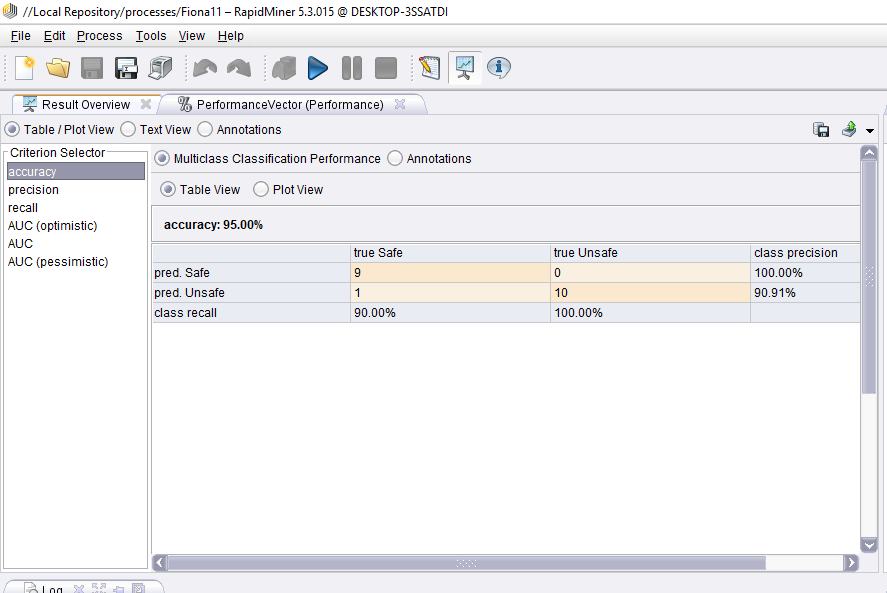 //Local Repository/processes/Fiona11 – RapidMiner 5.3.015 @ DESKTOP-3SSATDI
File Edit Process Tools View Help
Result Overview PerformanceVector (Performance)
Table / Plot View Text View Annotations
Criterion Selector
accuracy
precision
recall
AUC (optimistic)
AUC
AUC (pessimistic)
Multiclass Classification Performance Annotations
Table View Plot View
accuracy: 95.00%
true Safe true Unsafe class precision
pred. Safe 9 0 100.00%
pred. Unsafe 1 10 90.91%
class recall 90.00% 100.00%
Log